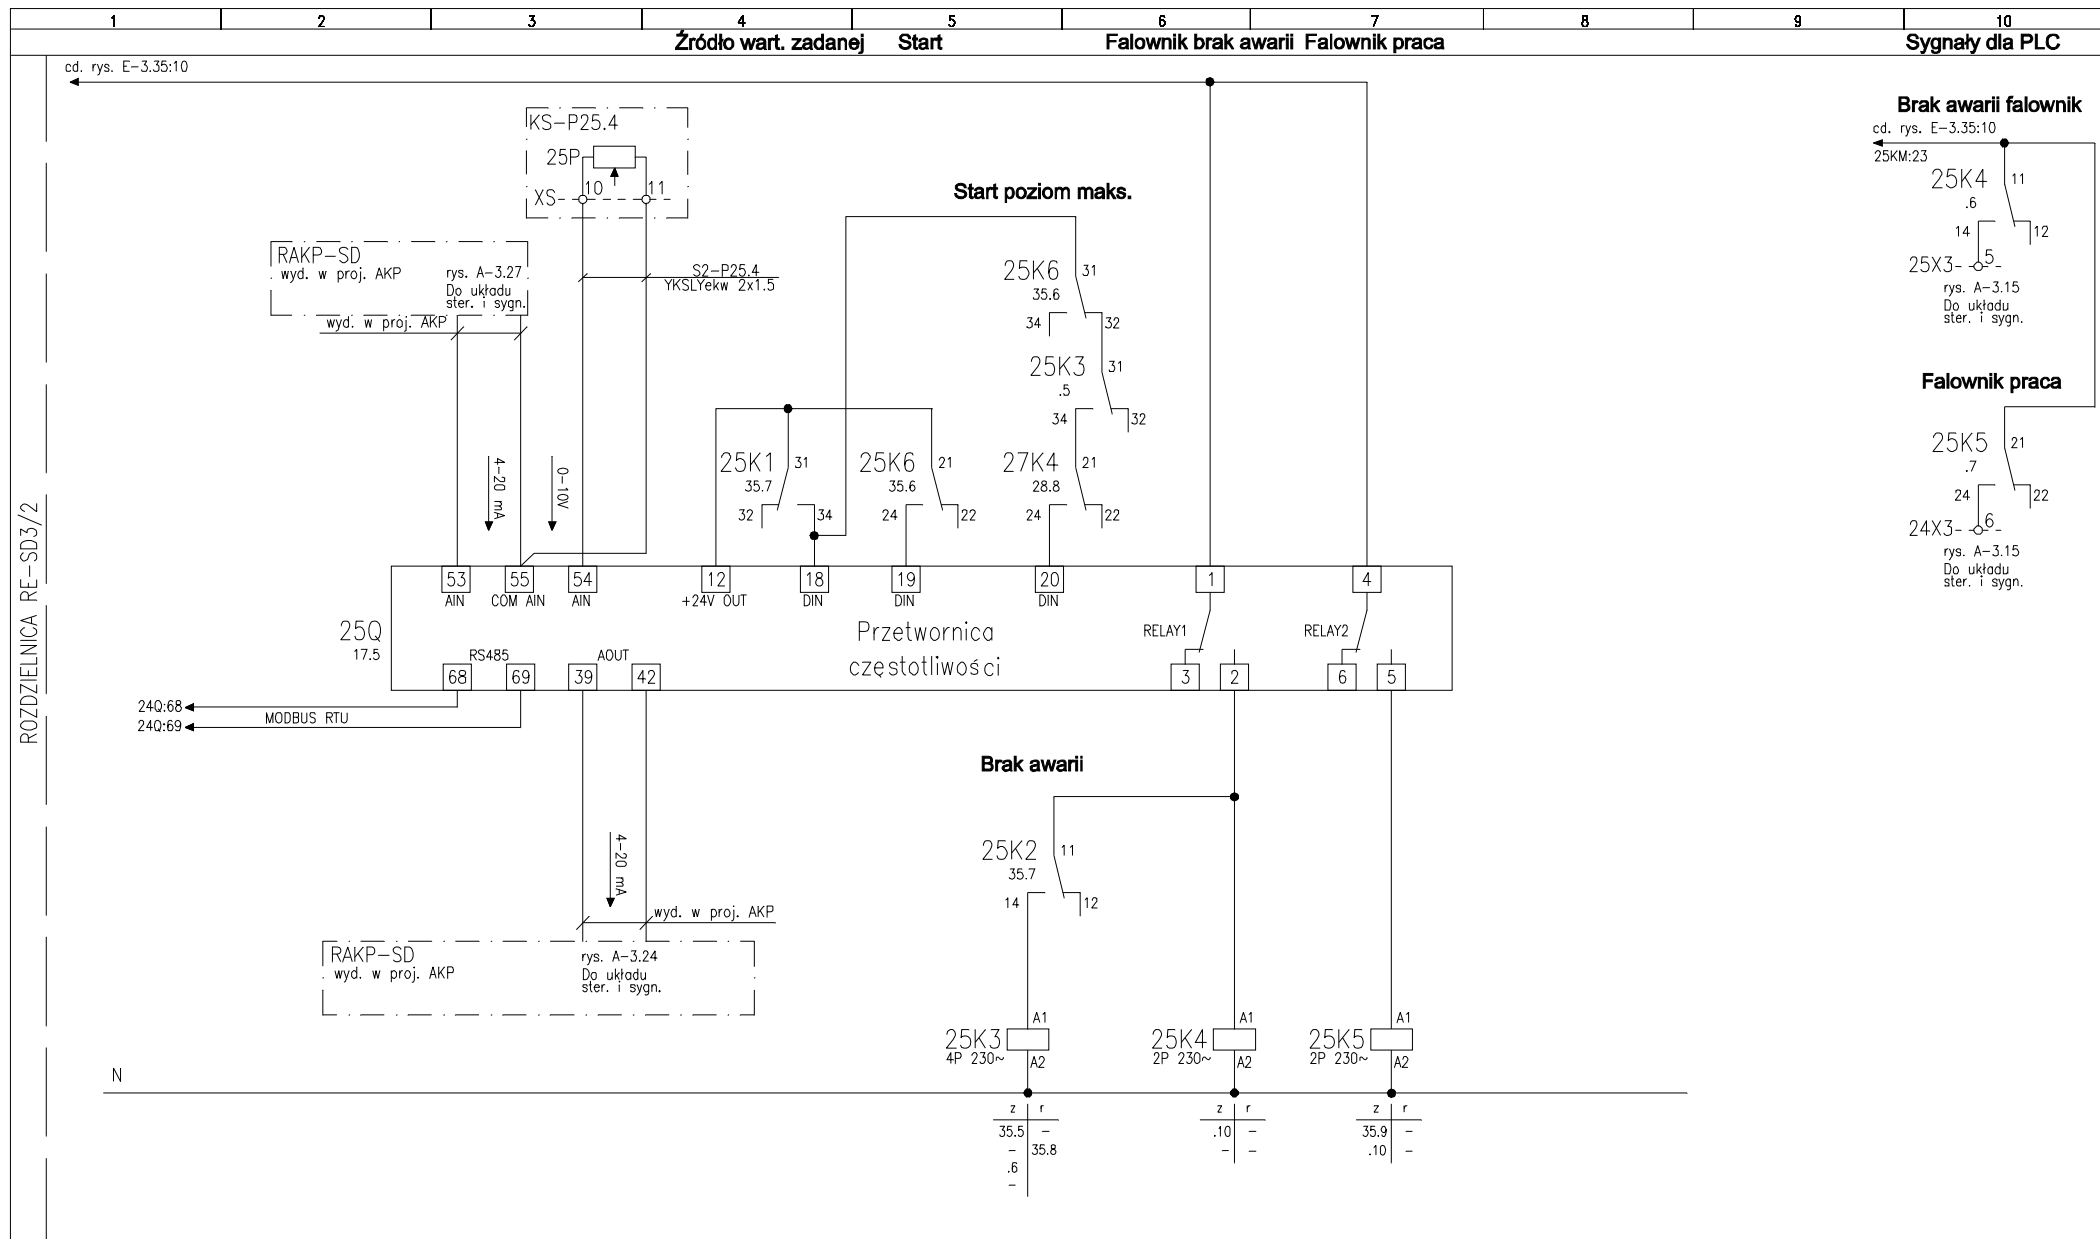 1 2 3 4 5 6 7 8 9 10
Źródło wart. zadanej Start Falownik brak awarii Falownik praca Sygnały dla PLC
cd. rys. E-3.35:10
KS-P25.4
25P
XS 10 11
S2-P25.4
YKSLYekw 2x1.5
RAKP-SD
wyd. w proj. AKP
rys. A-3.27
Do układu
ster. i sygn.
wyd. w proj. AKP
4-20 mA
0-10V
Start poziom maks.
25K6 31
35.6
34 32
25K3 31
.5
34 32
25K1 31
35.7
32 34
25K6 21
35.6
24 22
27K4 21
28.8
24 22
Brak awarii falownik
cd. rys. E-3.35:10
25KM:23
25K4 11
.6
14 12
25X3 5
rys. A-3.15
Do układu
ster. i sygn.
Falownik praca
25K5 21
.7
24 22
24X3 6
rys. A-3.15
Do układu
ster. i sygn.
ROZDZIELNICA RE-SD3/2
53 55 54 12 18 19 20 1 4
AIN COM AIN AIN +24V OUT DIN DIN DIN
25Q
17.5
Przetwornica
częstotliwości
RELAY1 RELAY2
RS485 AOUT
68 69 39 42 3 2 6 5
24Q:68
24Q:69
MODBUS RTU
4-20 mA
wyd. w proj. AKP
RAKP-SD
wyd. w proj. AKP
rys. A-3.24
Do układu
ster. i sygn.
Brak awarii
25K2 11
35.7
14 12
25K3 A1
4P 230~ A2
25K4 A1
2P 230~ A2
25K5 A1
2P 230~ A2
N
z r
35.5 -
- 35.8
.6
-
z r
.10 -
- -
z r
35.9 -
.10 -